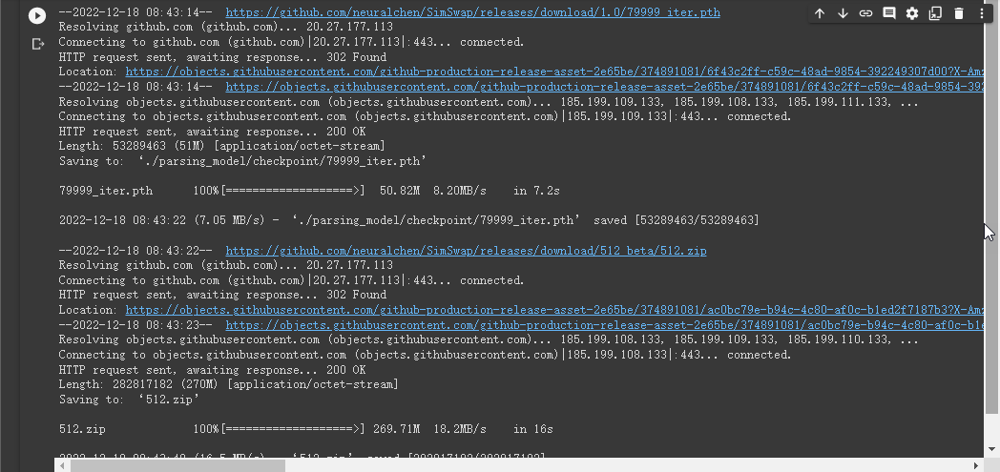 --2022-12-18 08:43:14--  https://github.com/neuralchen/SimSwap/releases/download/1.0/79999_iter.pth
Resolving github.com (github.com)... 20.27.177.113
Connecting to github.com (github.com)|20.27.177.113|:443... connected.
HTTP request sent, awaiting response... 302 Found
Location: https://objects.githubusercontent.com/github-production-release-asset-2e65be/374891081/6f43c2ff-c59c-48ad-9854-392249307d00?X-Amz
--2022-12-18 08:43:14--  https://objects.githubusercontent.com/github-production-release-asset-2e65be/374891081/6f43c2ff-c59c-48ad-9854-392
Resolving objects.githubusercontent.com (objects.githubusercontent.com)... 185.199.109.133, 185.199.108.133, 185.199.111.133, ...
Connecting to objects.githubusercontent.com (objects.githubusercontent.com)|185.199.109.133|:443... connected.
HTTP request sent, awaiting response... 200 OK
Length: 53289463 (51M) [application/octet-stream]
Saving to: ‘./parsing_model/checkpoint/79999_iter.pth’
79999_iter.pth      100%[===================>]  50.82M  8.20MB/s    in 7.2s
2022-12-18 08:43:22 (7.05 MB/s) - ‘./parsing_model/checkpoint/79999_iter.pth’ saved [53289463/53289463]
--2022-12-18 08:43:22--  https://github.com/neuralchen/SimSwap/releases/download/512_beta/512.zip
Resolving github.com (github.com)... 20.27.177.113
Connecting to github.com (github.com)|20.27.177.113|:443... connected.
HTTP request sent, awaiting response... 302 Found
Location: https://objects.githubusercontent.com/github-production-release-asset-2e65be/374891081/ac0bc79e-b94c-4c80-af0c-b1ed2f7187b3?X-Amz
--2022-12-18 08:43:23--  https://objects.githubusercontent.com/github-production-release-asset-2e65be/374891081/ac0bc79e-b94c-4c80-af0c-b1e
Resolving objects.githubusercontent.com (objects.githubusercontent.com)... 185.199.108.133, 185.199.109.133, 185.199.110.133, ...
Connecting to objects.githubusercontent.com (objects.githubusercontent.com)|185.199.108.133|:443... connected.
HTTP request sent, awaiting response... 200 OK
Length: 282817182 (270M) [application/octet-stream]
Saving to: ‘512.zip’
512.zip             100%[===================>] 269.71M  18.2MB/s    in 16s
2022-12-18 08:43:40 (16.5 MB/s) - ‘512.zip’ saved [282817182/282817182]